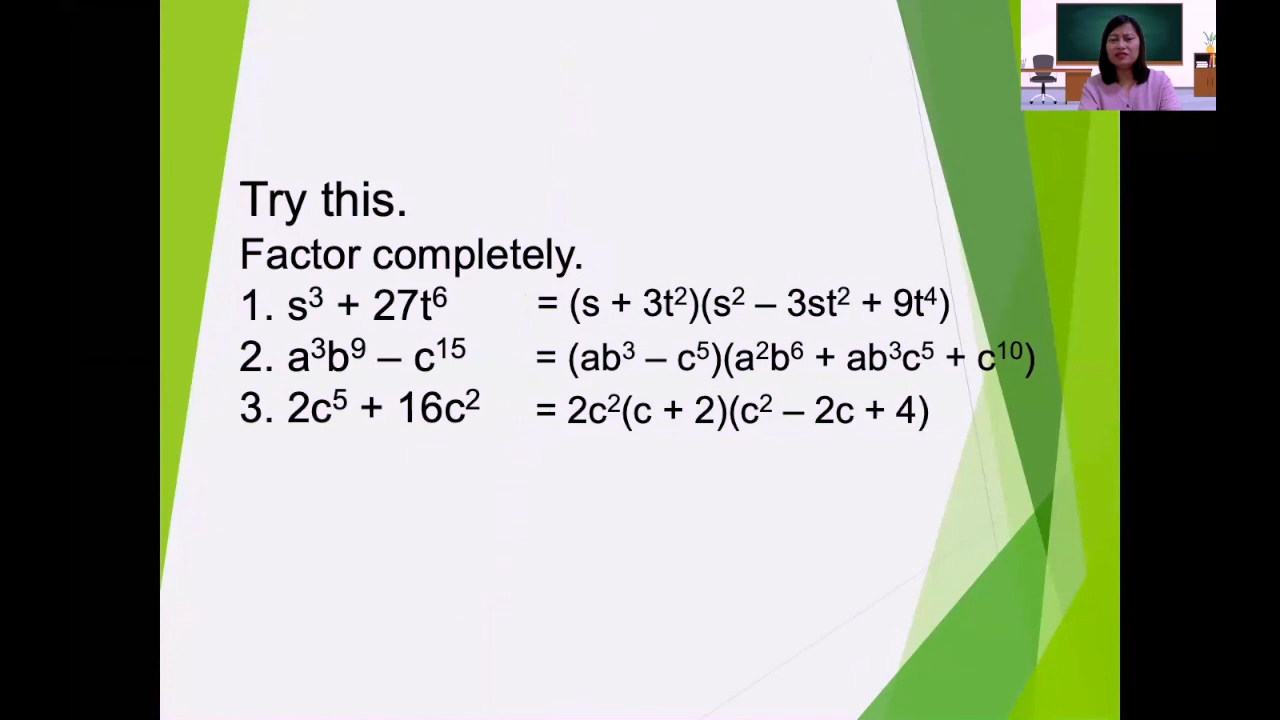 Try this.
Factor completely.
1. s³ + 27t⁶ = (s + 3t²)(s² – 3st² + 9t⁴)
2. a³b⁹ – c¹⁵ = (ab³ – c⁵)(a²b⁶ + ab³c⁵ + c¹⁰)
3. 2c⁵ + 16c² = 2c²(c + 2)(c² – 2c + 4)